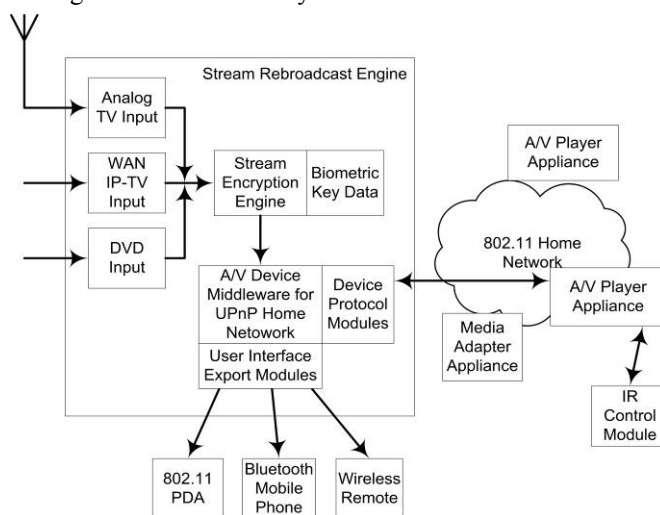 Stream Rebroadcast Engine
Analog
TV Input
WAN
IP-TV
Input
DVD
Input
Stream
Encryption
Engine
Biometric
Key Data
A/V Device
Middleware for
UPnP Home
Netowork
Device
Protocol
Modules
User Interface
Export Modules
802.11
PDA
Bluetooth
Mobile
Phone
Wireless
Remote
A/V Player
Appliance
802.11 Home
Network
A/V Player
Appliance
Media
Adapter
Appliance
IR
Control
Module